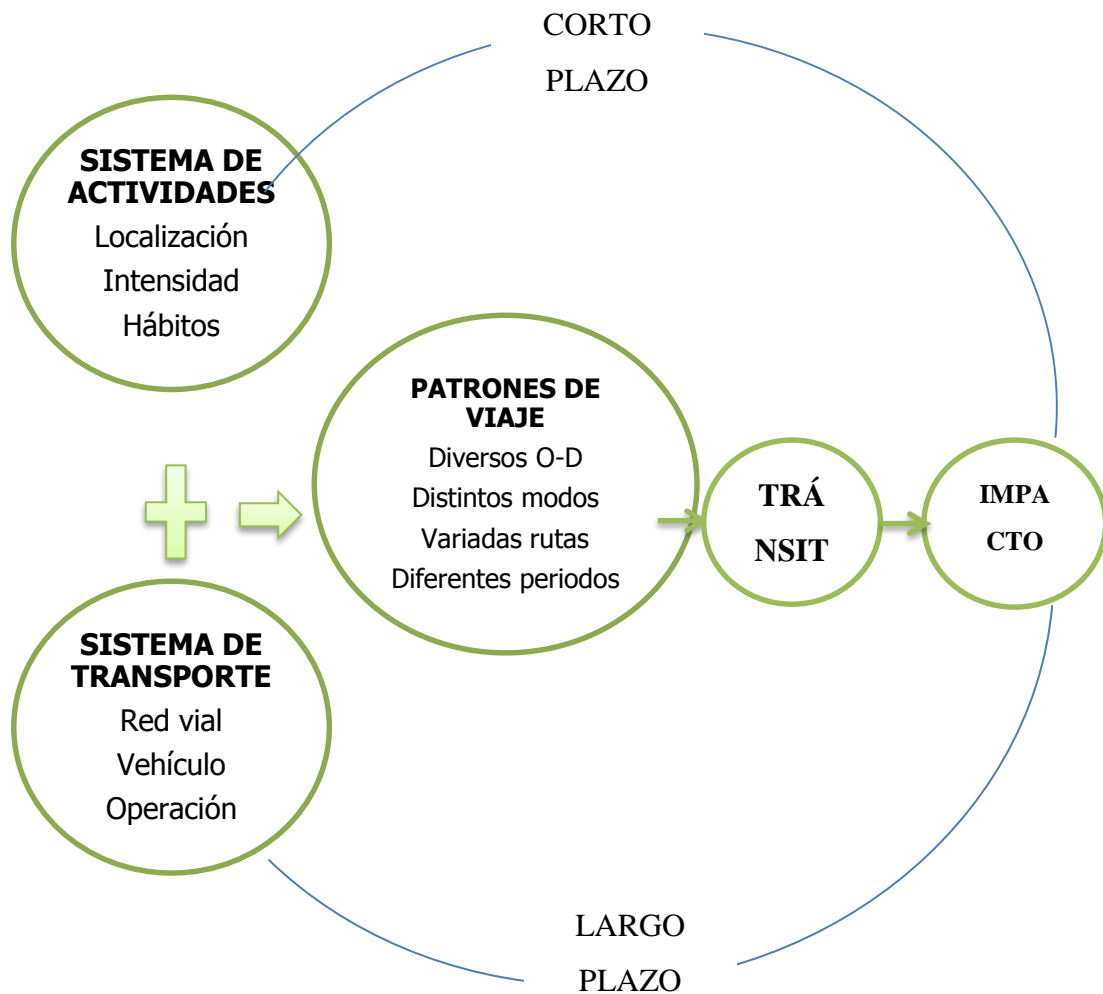 CORTO
PLAZO
SISTEMA DE
ACTIVIDADES
Localización
Intensidad
Hábitos
PATRONES DE
VIAJE
Diversos O-D
Distintos modos
Variadas rutas
Diferentes periodos
TRÁ
NSIT
IMPA
CTO
SISTEMA DE
TRANSPORTE
Red vial
Vehículo
Operación
LARGO
PLAZO